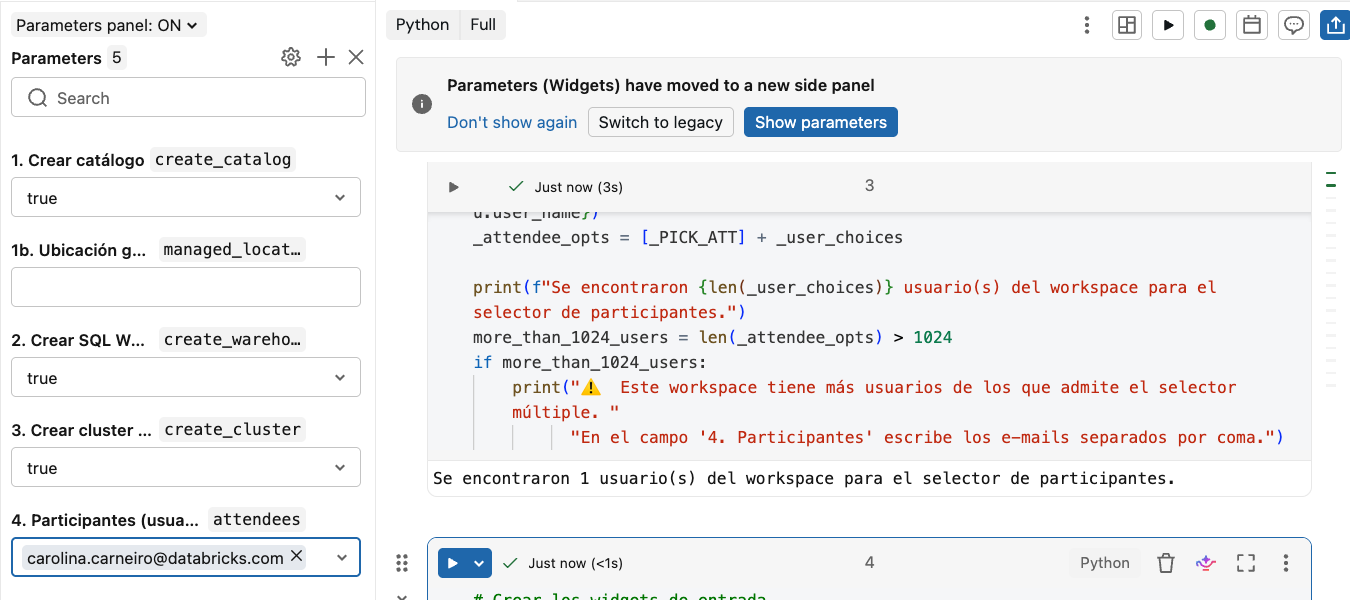 Parameters panel: ON
Parameters 5
Search
1. Crear catálogo create_catalog
true
1b. Ubicación g... managed_locat…
2. Crear SQL W... create_wareho…
true
3. Crear cluster ... create_cluster
true
4. Participantes (usua... attendees
carolina.carneiro@databricks.com
Python Full
Parameters (Widgets) have moved to a new side panel
Don't show again Switch to legacy Show parameters
Just now (3s) 3
u.user_name})
_attendee_opts = [_PICK_ATT] + _user_choices
print(f"Se encontraron {len(_user_choices)} usuario(s) del workspace para el
selector de participantes.")
more_than_1024_users = len(_attendee_opts) > 1024
if more_than_1024_users:
print("⚠️ Este workspace tiene más usuarios de los que admite el selector
múltiple. "
"En el campo '4. Participantes' escribe los e-mails separados por coma.")
Se encontraron 1 usuario(s) del workspace para el selector de participantes.
Just now (<1s) 4 Python
# Crear los widgets de entrada